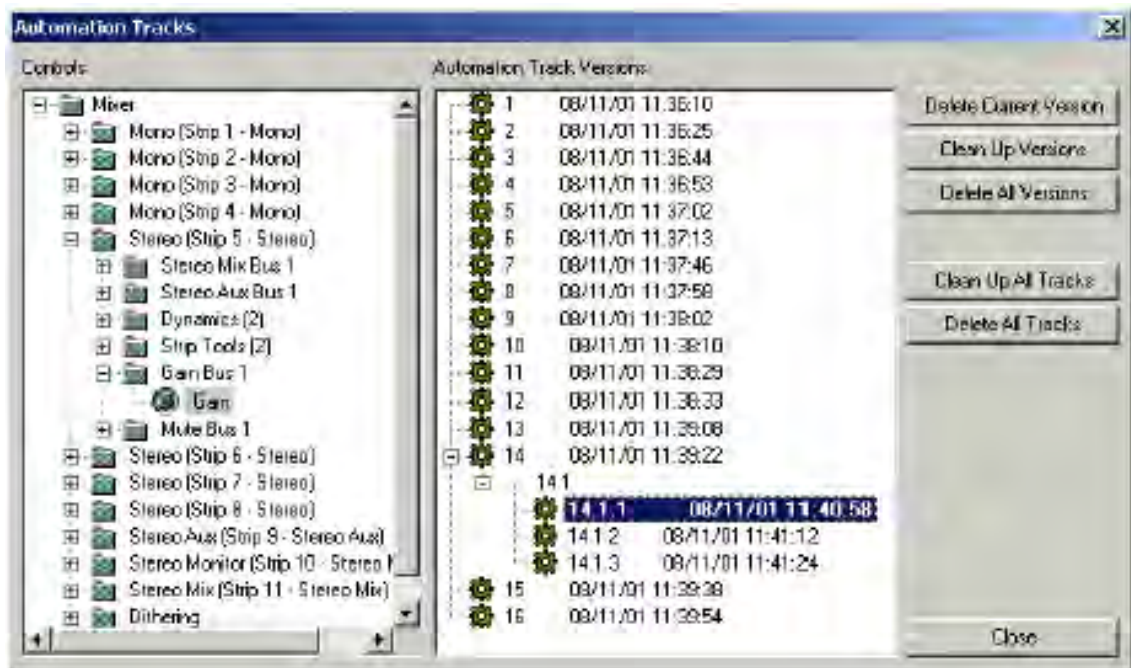 Automation Tracks
Controls
Mixer
Mono (Strip 1 - Mono)
Mono (Strip 2 - Mono)
Mono (Strip 3 - Mono)
Mono (Strip 4 - Mono)
Stereo (Strip 5 - Stereo)
Stereo Mix Bus 1
Stereo Aux Bus 1
Dynamics (2)
Strip Tools (2)
Gain Bus 1
Gain
Mute Bus 1
Stereo (Strip 6 - Stereo)
Stereo (Strip 7 - Stereo)
Stereo (Strip 8 - Stereo)
Stereo Aux (Strip 9 - Stereo Aux)
Stereo Monitor (Strip 10 - Stereo M
Stereo Mix (Strip 11 - Stereo Mix)
Dithering
Automation Track Versions
1 08/11/01 11:36:10
2 08/11/01 11:36:25
3 08/11/01 11:36:44
4 08/11/01 11:36:53
5 08/11/01 11:37:02
6 08/11/01 11:37:13
7 08/11/01 11:37:46
8 08/11/01 11:37:58
9 08/11/01 11:38:02
10 08/11/01 11:38:10
11 08/11/01 11:38:29
12 08/11/01 11:38:33
13 08/11/01 11:39:08
14 08/11/01 11:39:22
14.1
14.1.1 08/11/01 11:40:58
14.1.2 08/11/01 11:41:12
14.1.3 08/11/01 11:41:24
15 08/11/01 11:39:38
16 08/11/01 11:39:54
Delete Current Version
Clean Up Versions
Delete All Versions
Clean Up All Tracks
Delete All Tracks
Close